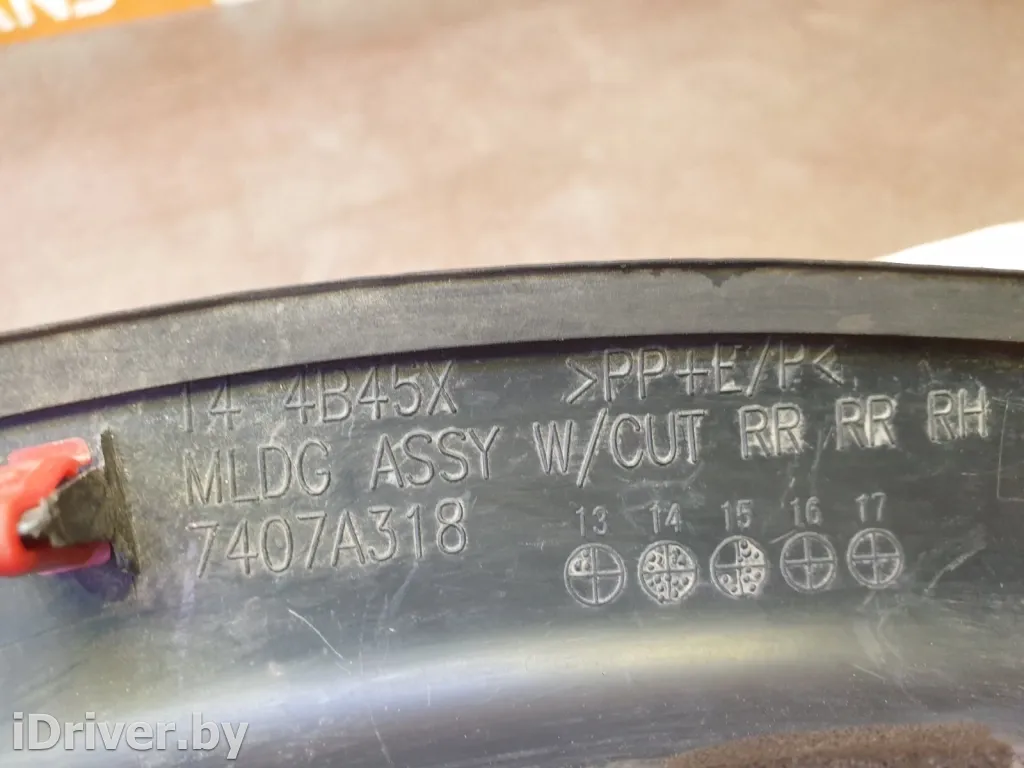 14 4B45X >PP+E/P<
MLDG ASSY W/CUT RR RR RH
7407A318
13 14 15 16 17
iDriver.by